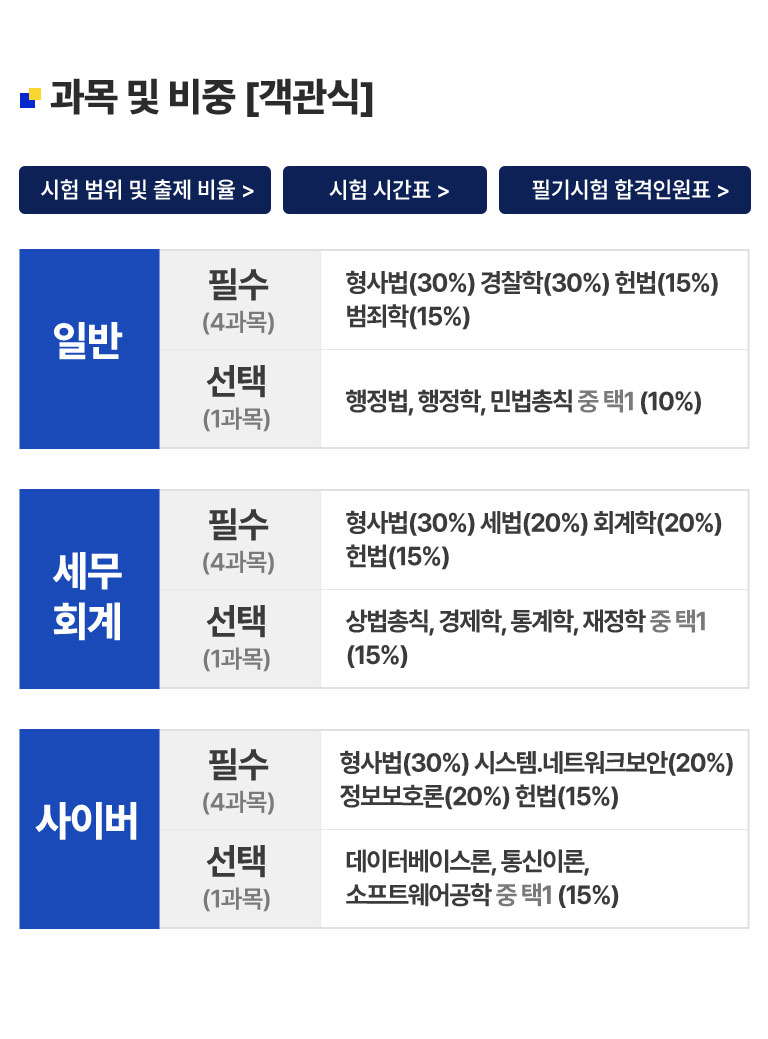 과목 및 비중 [객관식]
시험 범위 및 출제 비율 >
시험 시간표 >
필기시험 합격인원표 >
일반
필수
(4과목)
형사법(30%) 경찰학(30%) 헌법(15%)
범죄학(15%)
선택
(1과목)
행정법, 행정학, 민법총칙 중 택1 (10%)
세무
회계
필수
(4과목)
형사법(30%) 세법(20%) 회계학(20%)
헌법(15%)
선택
(1과목)
상법총칙, 경제학, 통계학, 재정학 중 택1
(15%)
사이버
필수
(4과목)
형사법(30%) 시스템.네트워크보안(20%)
정보보호론(20%) 헌법(15%)
선택
(1과목)
데이터베이스론, 통신이론,
소프트웨어공학 중 택1 (15%)